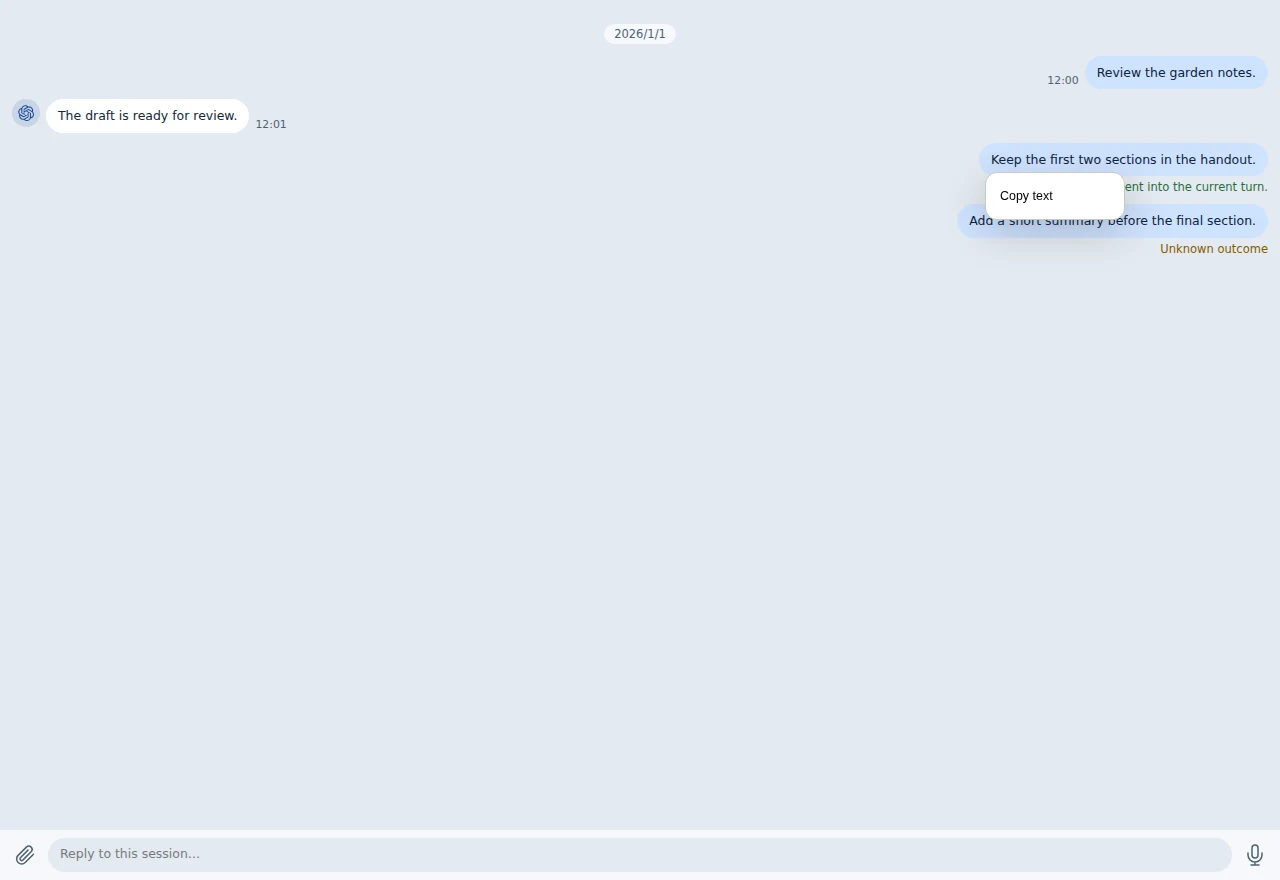 2026/1/1
12:00 Review the garden notes.
The draft is ready for review. 12:01
Keep the first two sections in the handout.
into the current turn.
Copy text
Add a short summary before the final section.
Unknown outcome
Reply to this session...